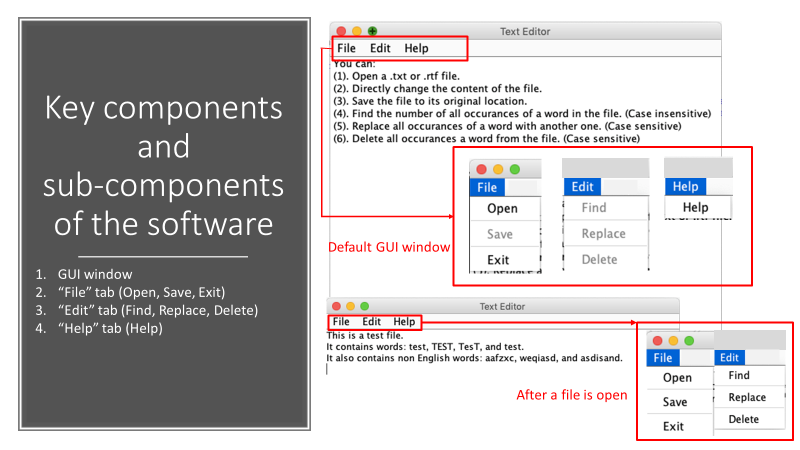 Key components
and
sub-components
of the software
1. GUI window
2. “File” tab (Open, Save, Exit)
3. “Edit” tab (Find, Replace, Delete)
4. “Help” tab (Help)
Text Editor
File Edit Help
You can:
(1). Open a .txt or .rtf file.
(2). Directly change the content of the file.
(3). Save the file to its original location.
(4). Find the number of all occurances of a word in the file. (Case insensitive)
(5). Replace all occurances of a word with another one. (Case sensitive)
(6). Delete all occurances a word from the file. (Case sensitive)
File
Open
Save
Exit
Edit
Find
Replace
Delete
Help
Help
Default GUI window
Text Editor
File Edit Help
This is a test file.
It contains words: test, TEST, TesT, and test.
It also contains non English words: aafzxc, weqiasd, and asdisand.
After a file is open
File
Open
Save
Exit
Edit
Find
Replace
Delete